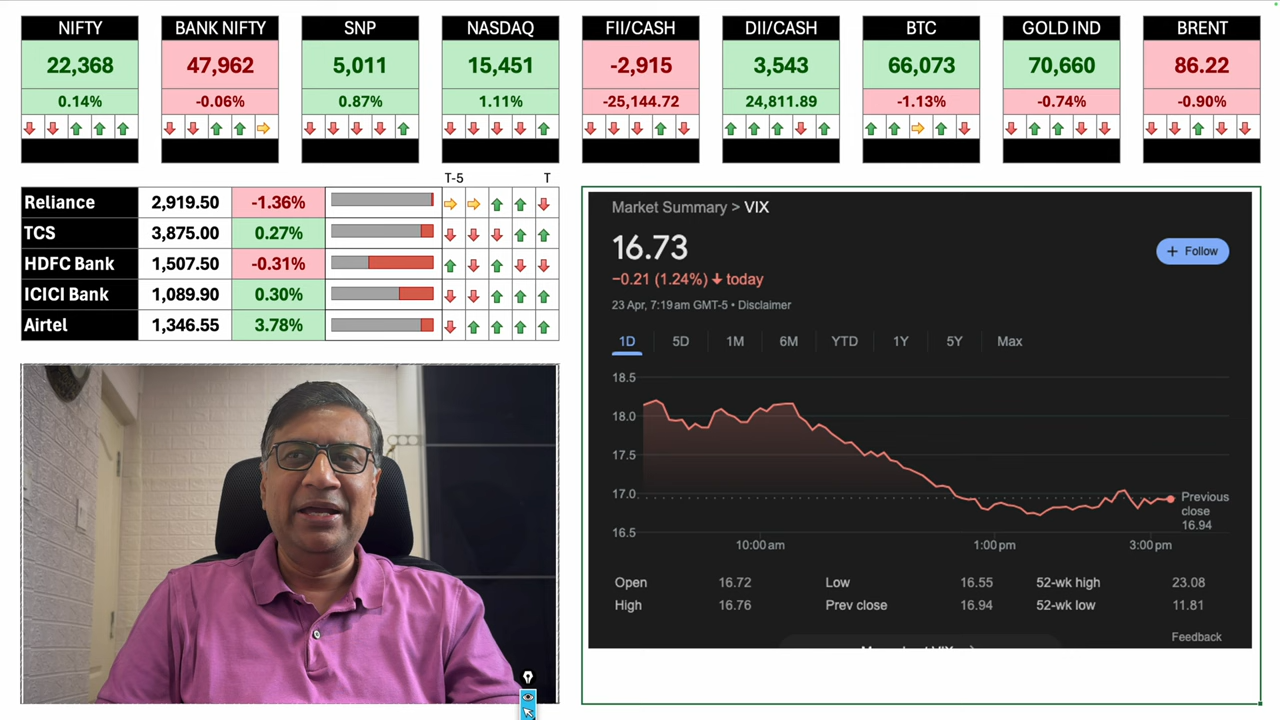 NIFTY BANK NIFTY SNP NASDAQ FII/CASH DII/CASH BTC GOLD IND BRENT
22,368 47,962 5,011 15,451 -2,915 3,543 66,073 70,660 86.22
0.14% -0.06% 0.87% 1.11% -25,144.72 24,811.89 -1.13% -0.74% -0.90%
T-5 T
Reliance 2,919.50 -1.36%
TCS 3,875.00 0.27%
HDFC Bank 1,507.50 -0.31%
ICICI Bank 1,089.90 0.30%
Airtel 1,346.55 3.78%
Market Summary > VIX
16.73
+ Follow
−0.21 (1.24%) today
23 Apr, 7:19 am GMT-5 • Disclaimer
1D 5D 1M 6M YTD 1Y 5Y Max
18.5
18.0
17.5
17.0
16.5
Previous
close
16.94
10:00 am 1:00 pm 3:00 pm
Open 16.72 Low 16.55 52-wk high 23.08
High 16.76 Prev close 16.94 52-wk low 11.81
Feedback